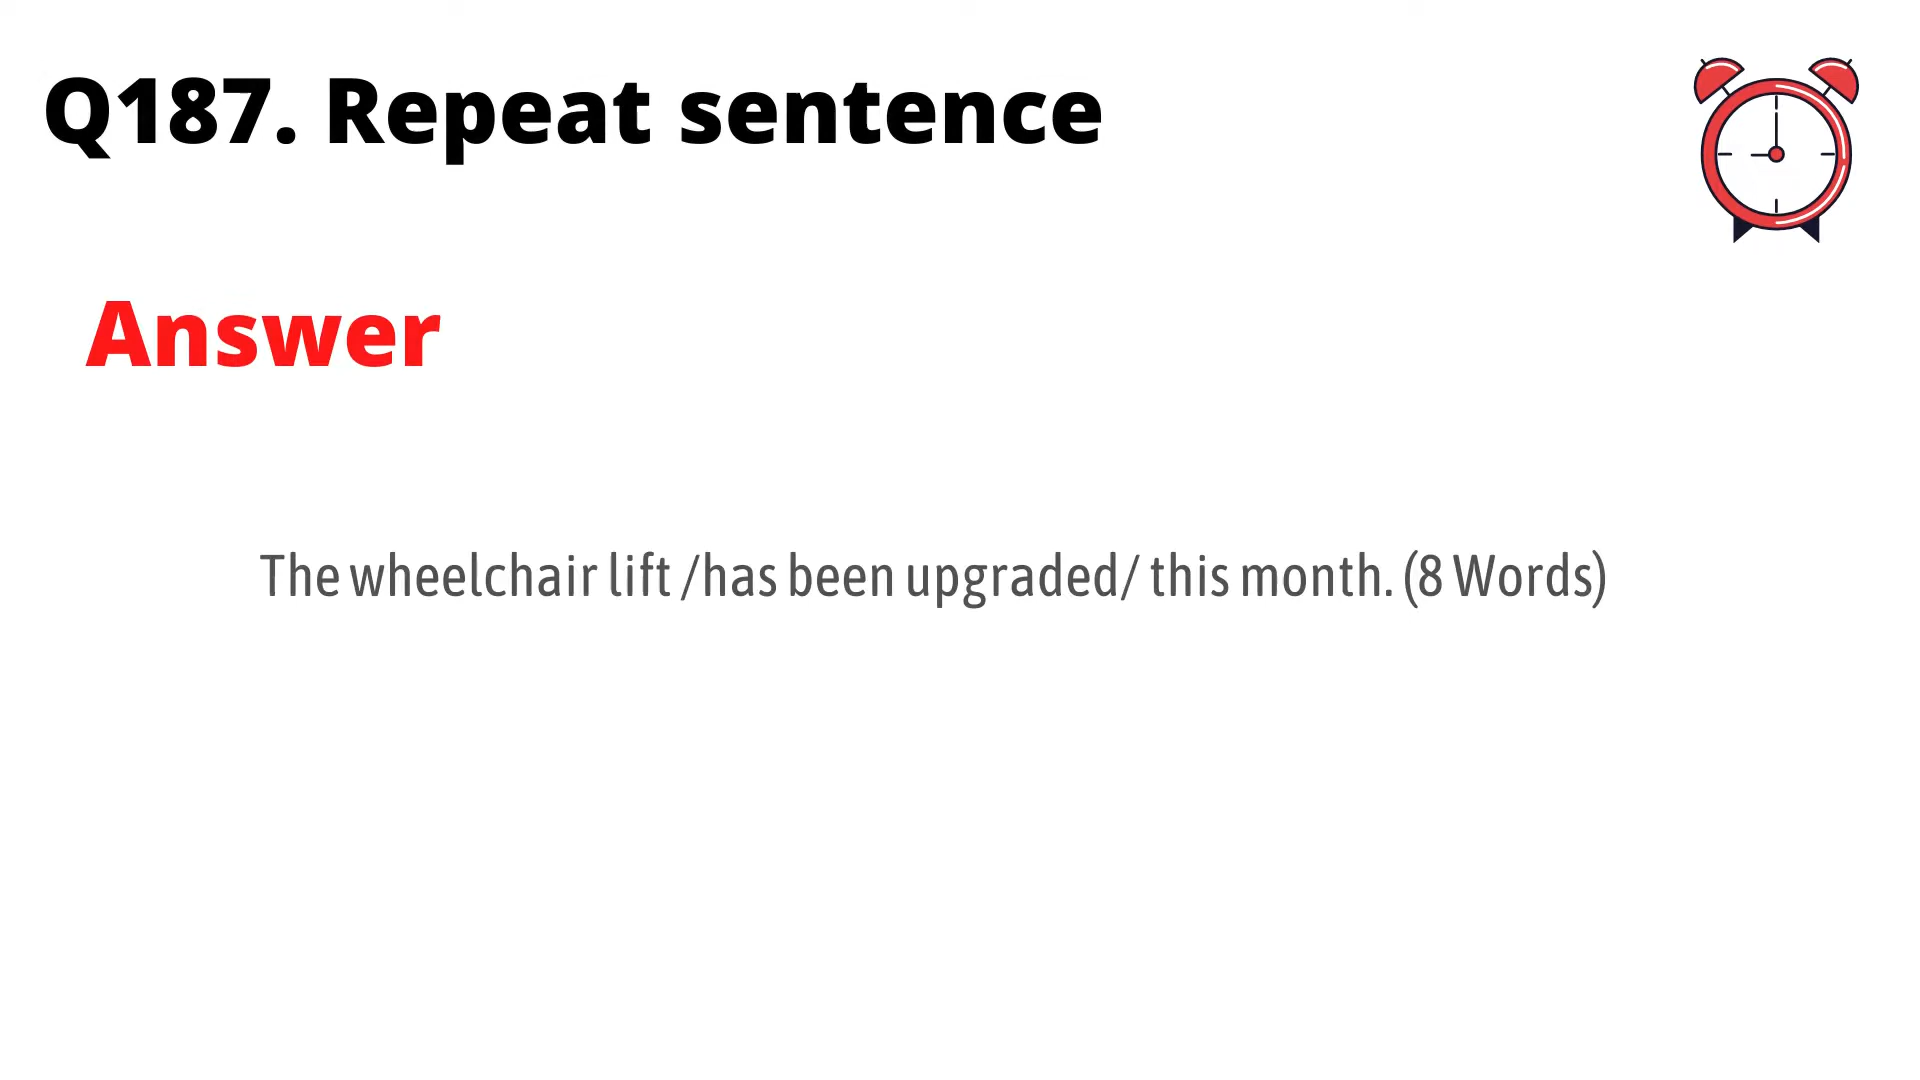 Q187. Repeat sentence
Answer
The wheelchair lift /has been upgraded/ this month. (8 Words)